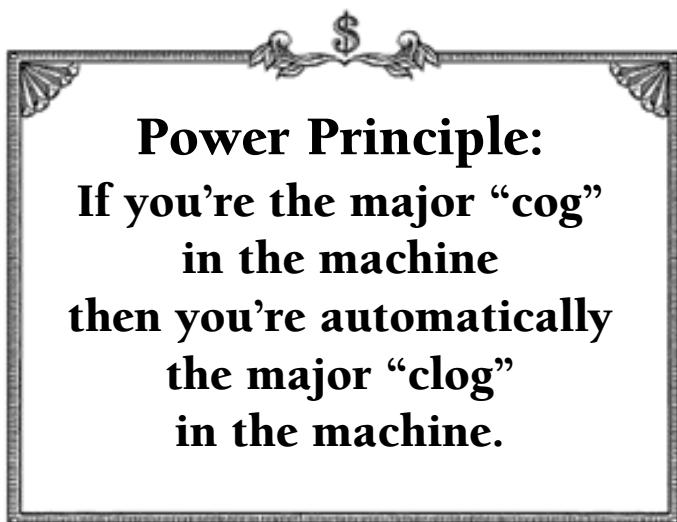 $
Power Principle:
If you’re the major “cog”
in the machine
then you’re automatically
the major “clog”
in the machine.